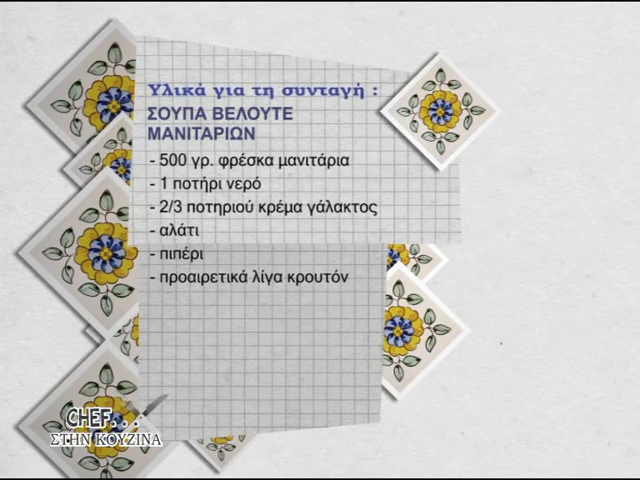 Υλικά για τη συνταγή :
ΣΟΥΠΑ ΒΕΛΟΥΤΕ
ΜΑΝΙΤΑΡΙΩΝ
- 500 γρ. φρέσκα μανιτάρια
- 1 ποτήρι νερό
- 2/3 ποτηριού κρέμα γάλακτος
- αλάτι
- πιπέρι
- προαιρετικά λίγα κρουτόν
CHEF...
ΣΤΗΝ ΚΟΥΖΙΝΑ